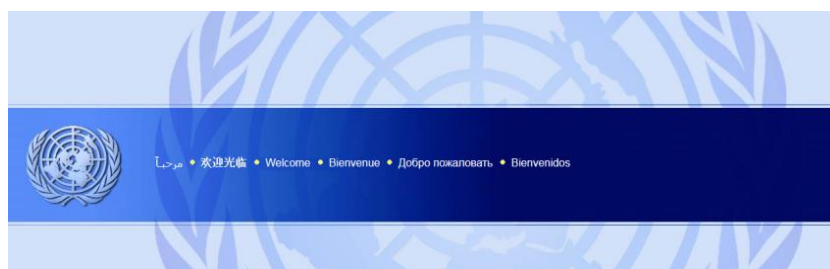 مرحباً • 欢迎光临 • Welcome • Bienvenue • Добро пожаловать • Bienvenidos